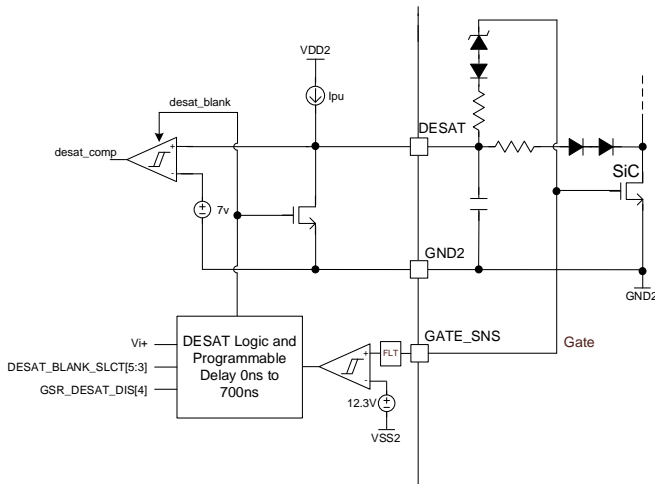 VDD2
Ipu
desat_blank
DESAT
desat_comp
+
-
7v
SiC
GND2
GND2
GATE_SNS
Gate
Vi+
DESAT_BLANK_SLCT[5:3]
GSR_DESAT_DIS[4]
DESAT Logic and
Programmable
Delay 0ns to
700ns
+
-
FLT
12.3V
VSS2